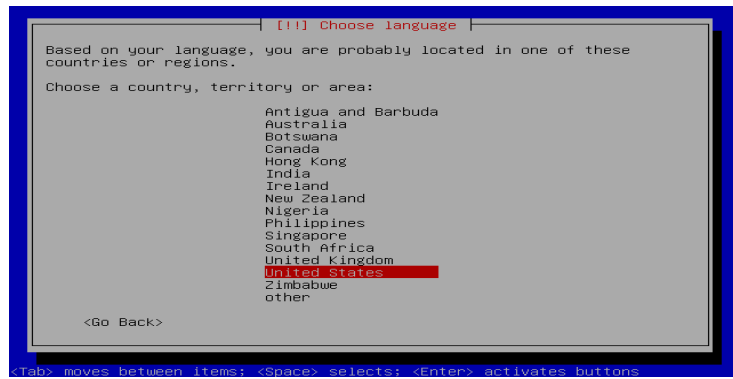 [!!] Choose language
Based on your language, you are probably located in one of these
countries or regions.
Choose a country, territory or area:
Antigua and Barbuda
Australia
Botswana
Canada
Hong Kong
India
Ireland
New Zealand
Nigeria
Philippines
Singapore
South Africa
United Kingdom
United States
Zimbabwe
other
<Go Back>
<Tab> moves between items; <Space> selects; <Enter> activates buttons